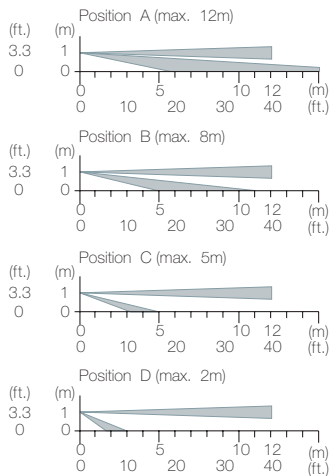 Position A (max. 12m)
(ft.) (m)
3.3 1
0 0
0 5 10 12 (m)
0 10 20 30 40 (ft.)
Position B (max. 8m)
(ft.) (m)
3.3 1
0 0
0 5 10 12 (m)
0 10 20 30 40 (ft.)
Position C (max. 5m)
(ft.) (m)
3.3 1
0 0
0 5 10 12 (m)
0 10 20 30 40 (ft.)
Position D (max. 2m)
(ft.) (m)
3.3 1
0 0
0 5 10 12 (m)
0 10 20 30 40 (ft.)